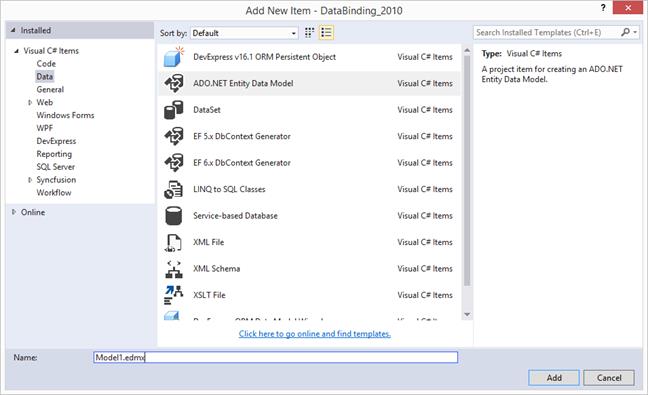 Add New Item - DataBinding_2010
Installed
Visual C# Items
Code
Data
General
Web
Windows Forms
WPF
DevExpress
Reporting
SQL Server
Syncfusion
Workflow
Online
Sort by: Default
DevExpress v16.1 ORM Persistent Object Visual C# Items
ADO.NET Entity Data Model Visual C# Items
DataSet Visual C# Items
EF 5.x DbContext Generator Visual C# Items
EF 6.x DbContext Generator Visual C# Items
LINQ to SQL Classes Visual C# Items
Service-based Database Visual C# Items
XML File Visual C# Items
XML Schema Visual C# Items
XSLT File Visual C# Items
Click here to go online and find templates.
Search Installed Templates (Ctrl+E)
Type: Visual C# Items
A project item for creating an ADO.NET
Entity Data Model.
Name: Model1.edmx
Add Cancel